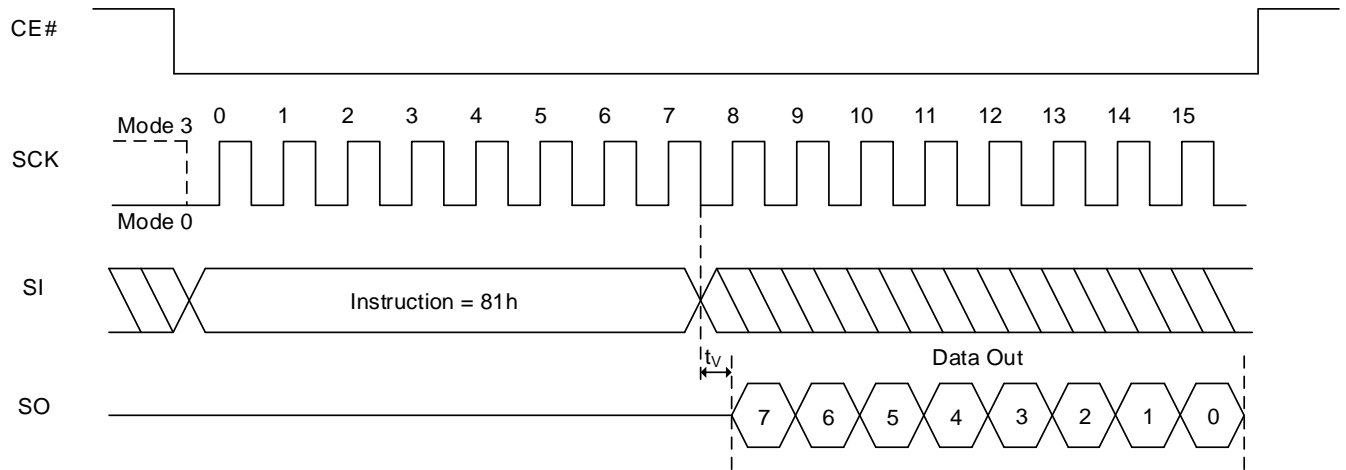 CE#
0 1 2 3 4 5 6 7 8 9 10 11 12 13 14 15
Mode 3
SCK
Mode 0
SI
Instruction = 81h
tV
Data Out
SO
7 6 5 4 3 2 1 0